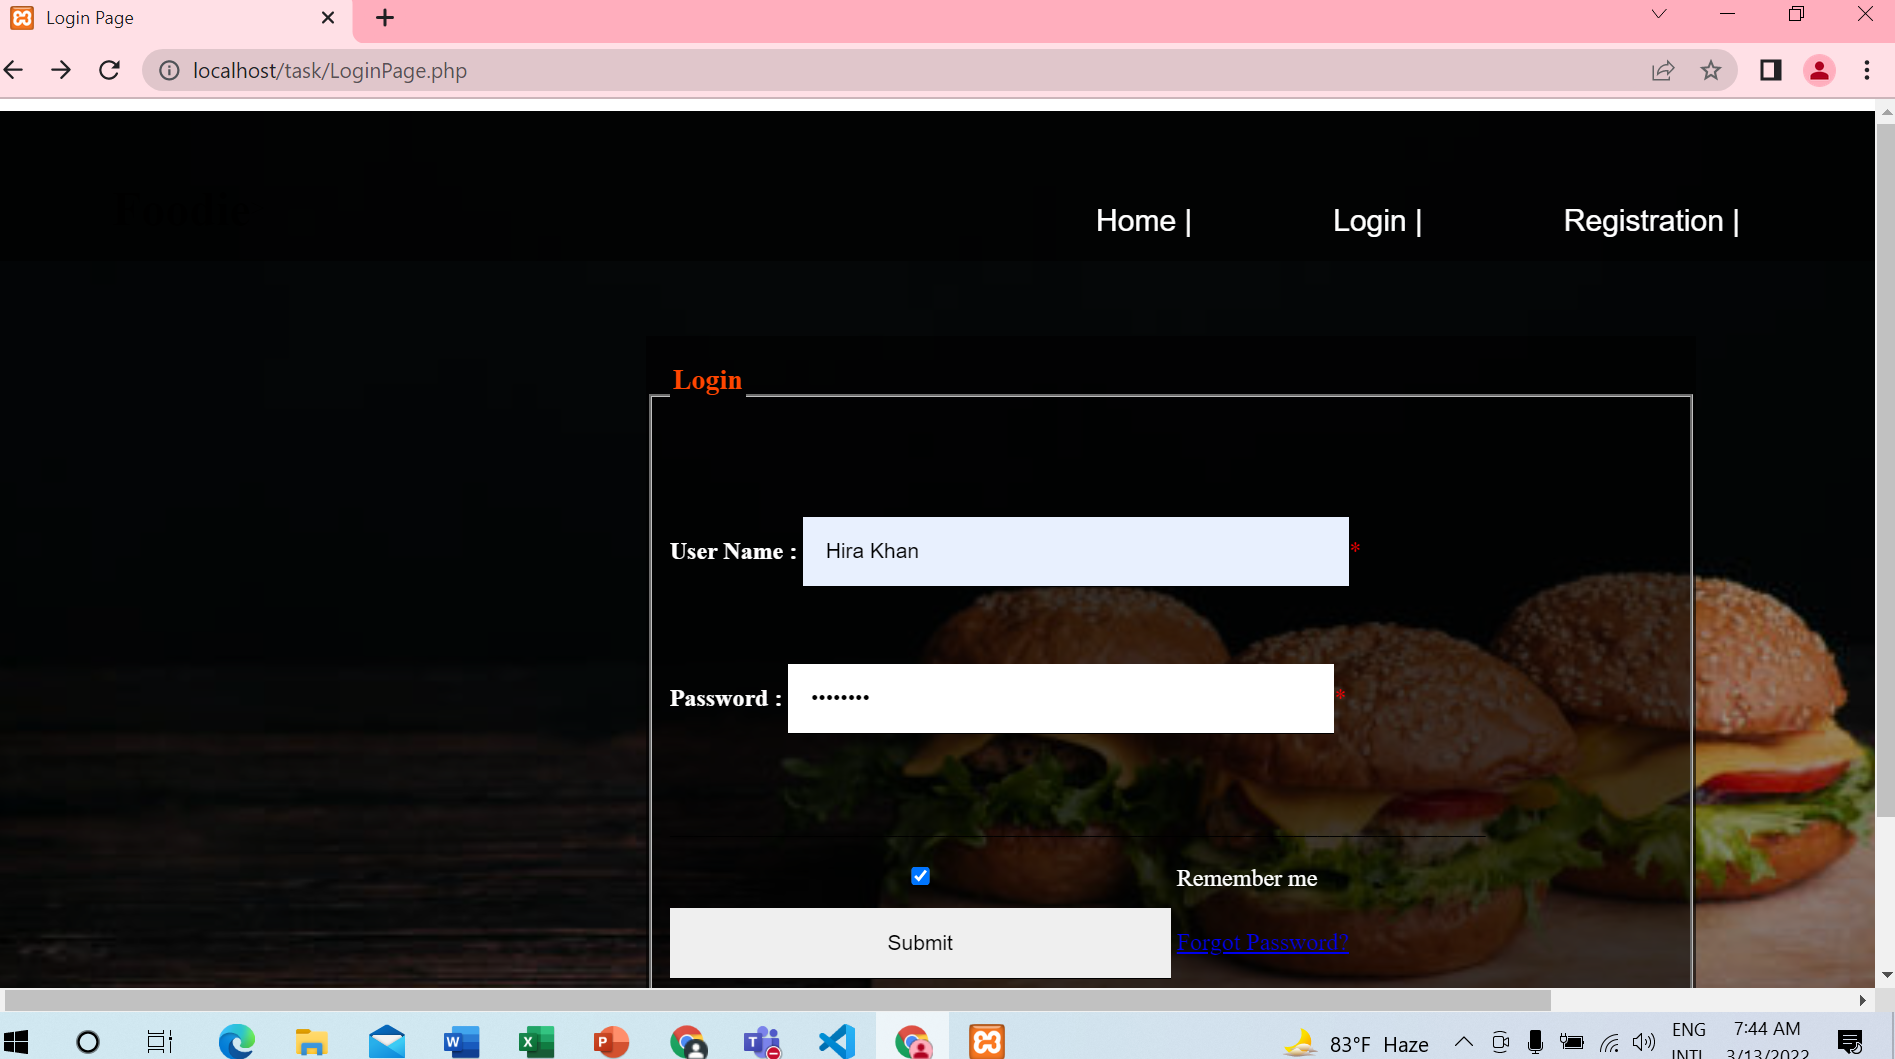 Login Page
localhost/task/LoginPage.php
Foodie
Home |
Login |
Registration |
Login
User Name :
Hira Khan
*
Password :
••••••••
*
Remember me
Submit
Forgot Password?
83°F Haze
ENG
7:44 AM
INTL
3/13/2022